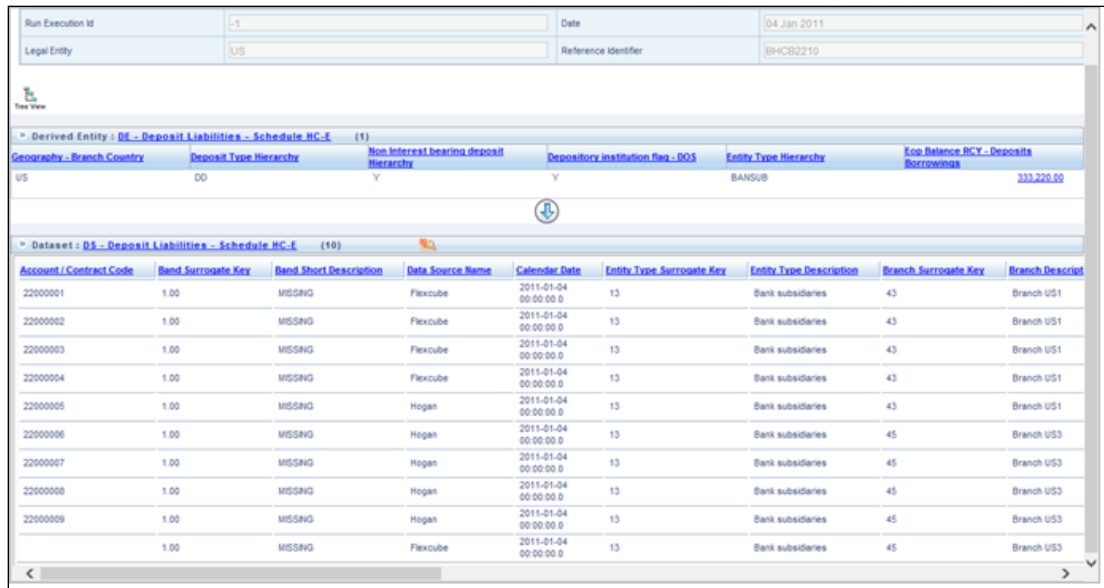 Run Execution Id -1 Date 04 Jan 2011
Legal Entity US Reference Identifier BHCB2210
Tree View
» Derived Entity : DE - Deposit Liabilities - Schedule HC-E (1)
Geography - Branch Country Deposit Type Hierarchy Non Interest bearing deposit Hierarchy Depository institution flag - DOS Entity Type Hierarchy Eop Balance RCY - Deposits Borrowings
US DD Y Y BANSUB 333,220.00
» Dataset : DS - Deposit Liabilities - Schedule HC-E (10)
Account / Contract Code Band Surrogate Key Band Short Description Data Source Name Calendar Date Entity Type Surrogate Key Entity Type Description Branch Surrogate Key Branch Descript
22000001 1.00 MISSING Flexcube 2011-01-04 00:00:00.0 13 Bank subsidiaries 43 Branch US1
22000002 1.00 MISSING Flexcube 2011-01-04 00:00:00.0 13 Bank subsidiaries 43 Branch US1
22000003 1.00 MISSING Flexcube 2011-01-04 00:00:00.0 13 Bank subsidiaries 43 Branch US1
22000004 1.00 MISSING Flexcube 2011-01-04 00:00:00.0 13 Bank subsidiaries 43 Branch US1
22000005 1.00 MISSING Hogan 2011-01-04 00:00:00.0 13 Bank subsidiaries 43 Branch US1
22000006 1.00 MISSING Hogan 2011-01-04 00:00:00.0 13 Bank subsidiaries 45 Branch US3
22000007 1.00 MISSING Hogan 2011-01-04 00:00:00.0 13 Bank subsidiaries 45 Branch US3
22000008 1.00 MISSING Hogan 2011-01-04 00:00:00.0 13 Bank subsidiaries 45 Branch US3
22000009 1.00 MISSING Hogan 2011-01-04 00:00:00.0 13 Bank subsidiaries 45 Branch US3
1.00 MISSING Flexcube 2011-01-04 00:00:00.0 13 Bank subsidiaries 45 Branch US3